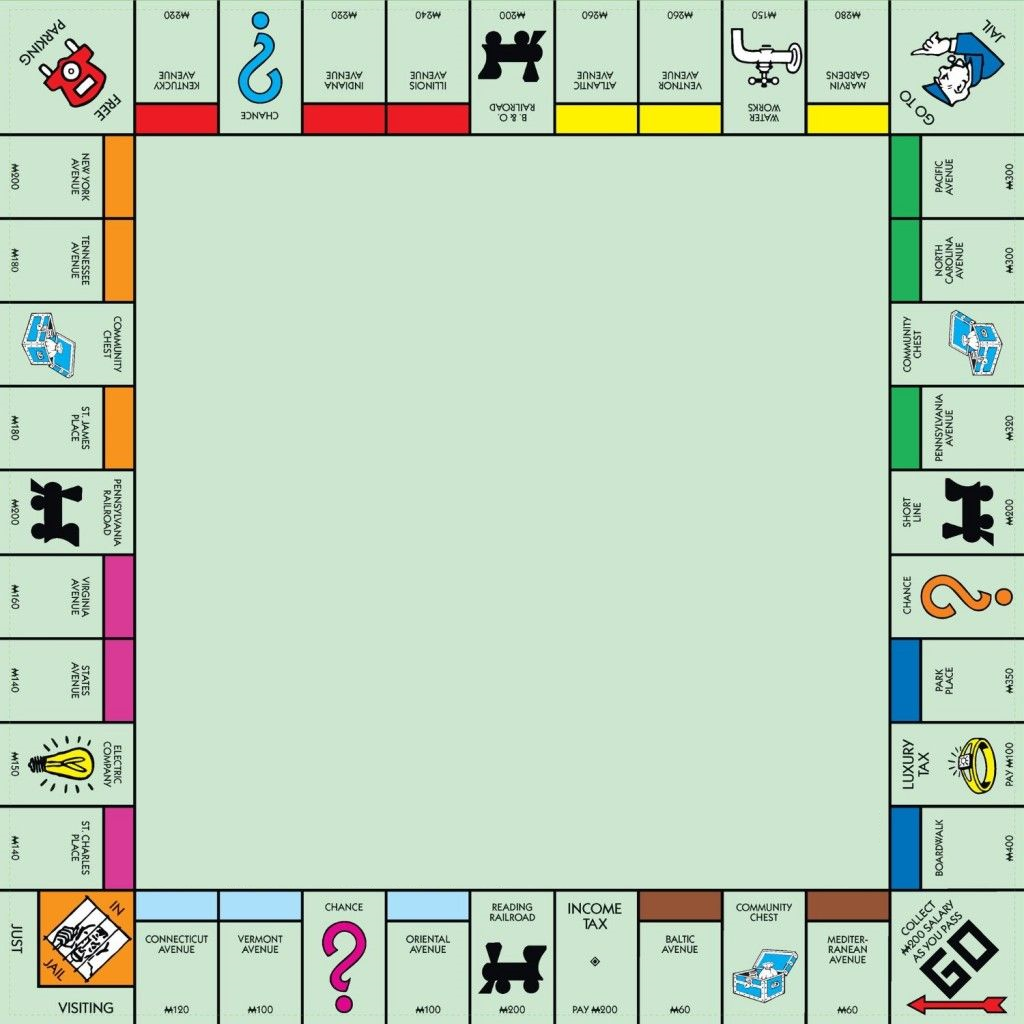 FREE
PARKING
KENTUCKY
AVENUE
₩220
CHANCE
INDIANA
AVENUE
₩220
ILLINOIS
AVENUE
₩240
B. & O.
RAILROAD
₩200
ATLANTIC
AVENUE
₩260
VENTNOR
AVENUE
₩260
WATER
WORKS
₩150
MARVIN
GARDENS
₩280
GO TO
JAIL
PACIFIC
AVENUE
₩300
NORTH
CAROLINA
AVENUE
₩300
COMMUNITY
CHEST
PENNSYLVANIA
AVENUE
₩320
SHORT
LINE
₩200
CHANCE
PARK
PLACE
₩350
LUXURY
TAX
PAY ₩100
BOARDWALK
₩400
COLLECT
₩200 SALARY
AS YOU PASS
GO
MEDITER-
RANEAN
AVENUE
₩60
COMMUNITY
CHEST
BALTIC
AVENUE
₩60
INCOME
TAX
PAY ₩200
READING
RAILROAD
₩200
ORIENTAL
AVENUE
₩100
CHANCE
VERMONT
AVENUE
₩100
CONNECTICUT
AVENUE
₩120
IN
JAIL
JUST
VISITING
ST. CHARLES
PLACE
₩140
ELECTRIC
COMPANY
₩150
STATES
AVENUE
₩140
VIRGINIA
AVENUE
₩160
PENNSYLVANIA
RAILROAD
₩200
ST. JAMES
PLACE
₩180
COMMUNITY
CHEST
TENNESSEE
AVENUE
₩180
NEW YORK
AVENUE
₩200